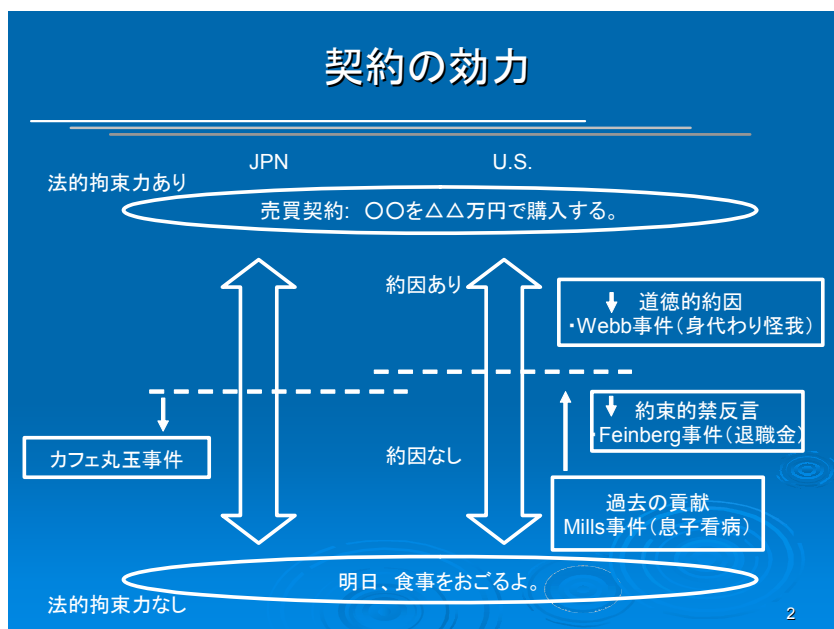 契約の効力
JPN
U.S.
法的拘束力あり
売買契約: 〇〇を△△万円で購入する。
約因あり
道徳的約因
・Webb事件(身代わり怪我)
約束的禁反言
・Feinberg事件(退職金)
カフェ丸玉事件
約因なし
過去の貢献
Mills事件(息子看病)
明日、食事をおごるよ。
法的拘束力なし
2